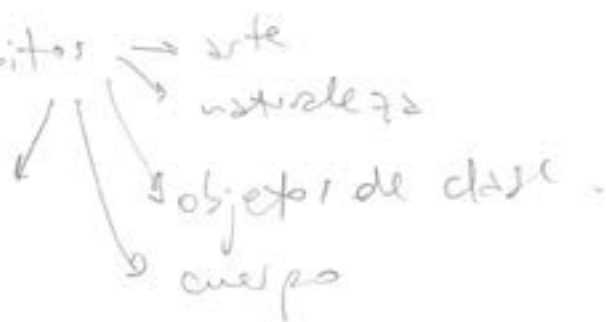 arte
naturaleza
objetos de clase.
cuerpo